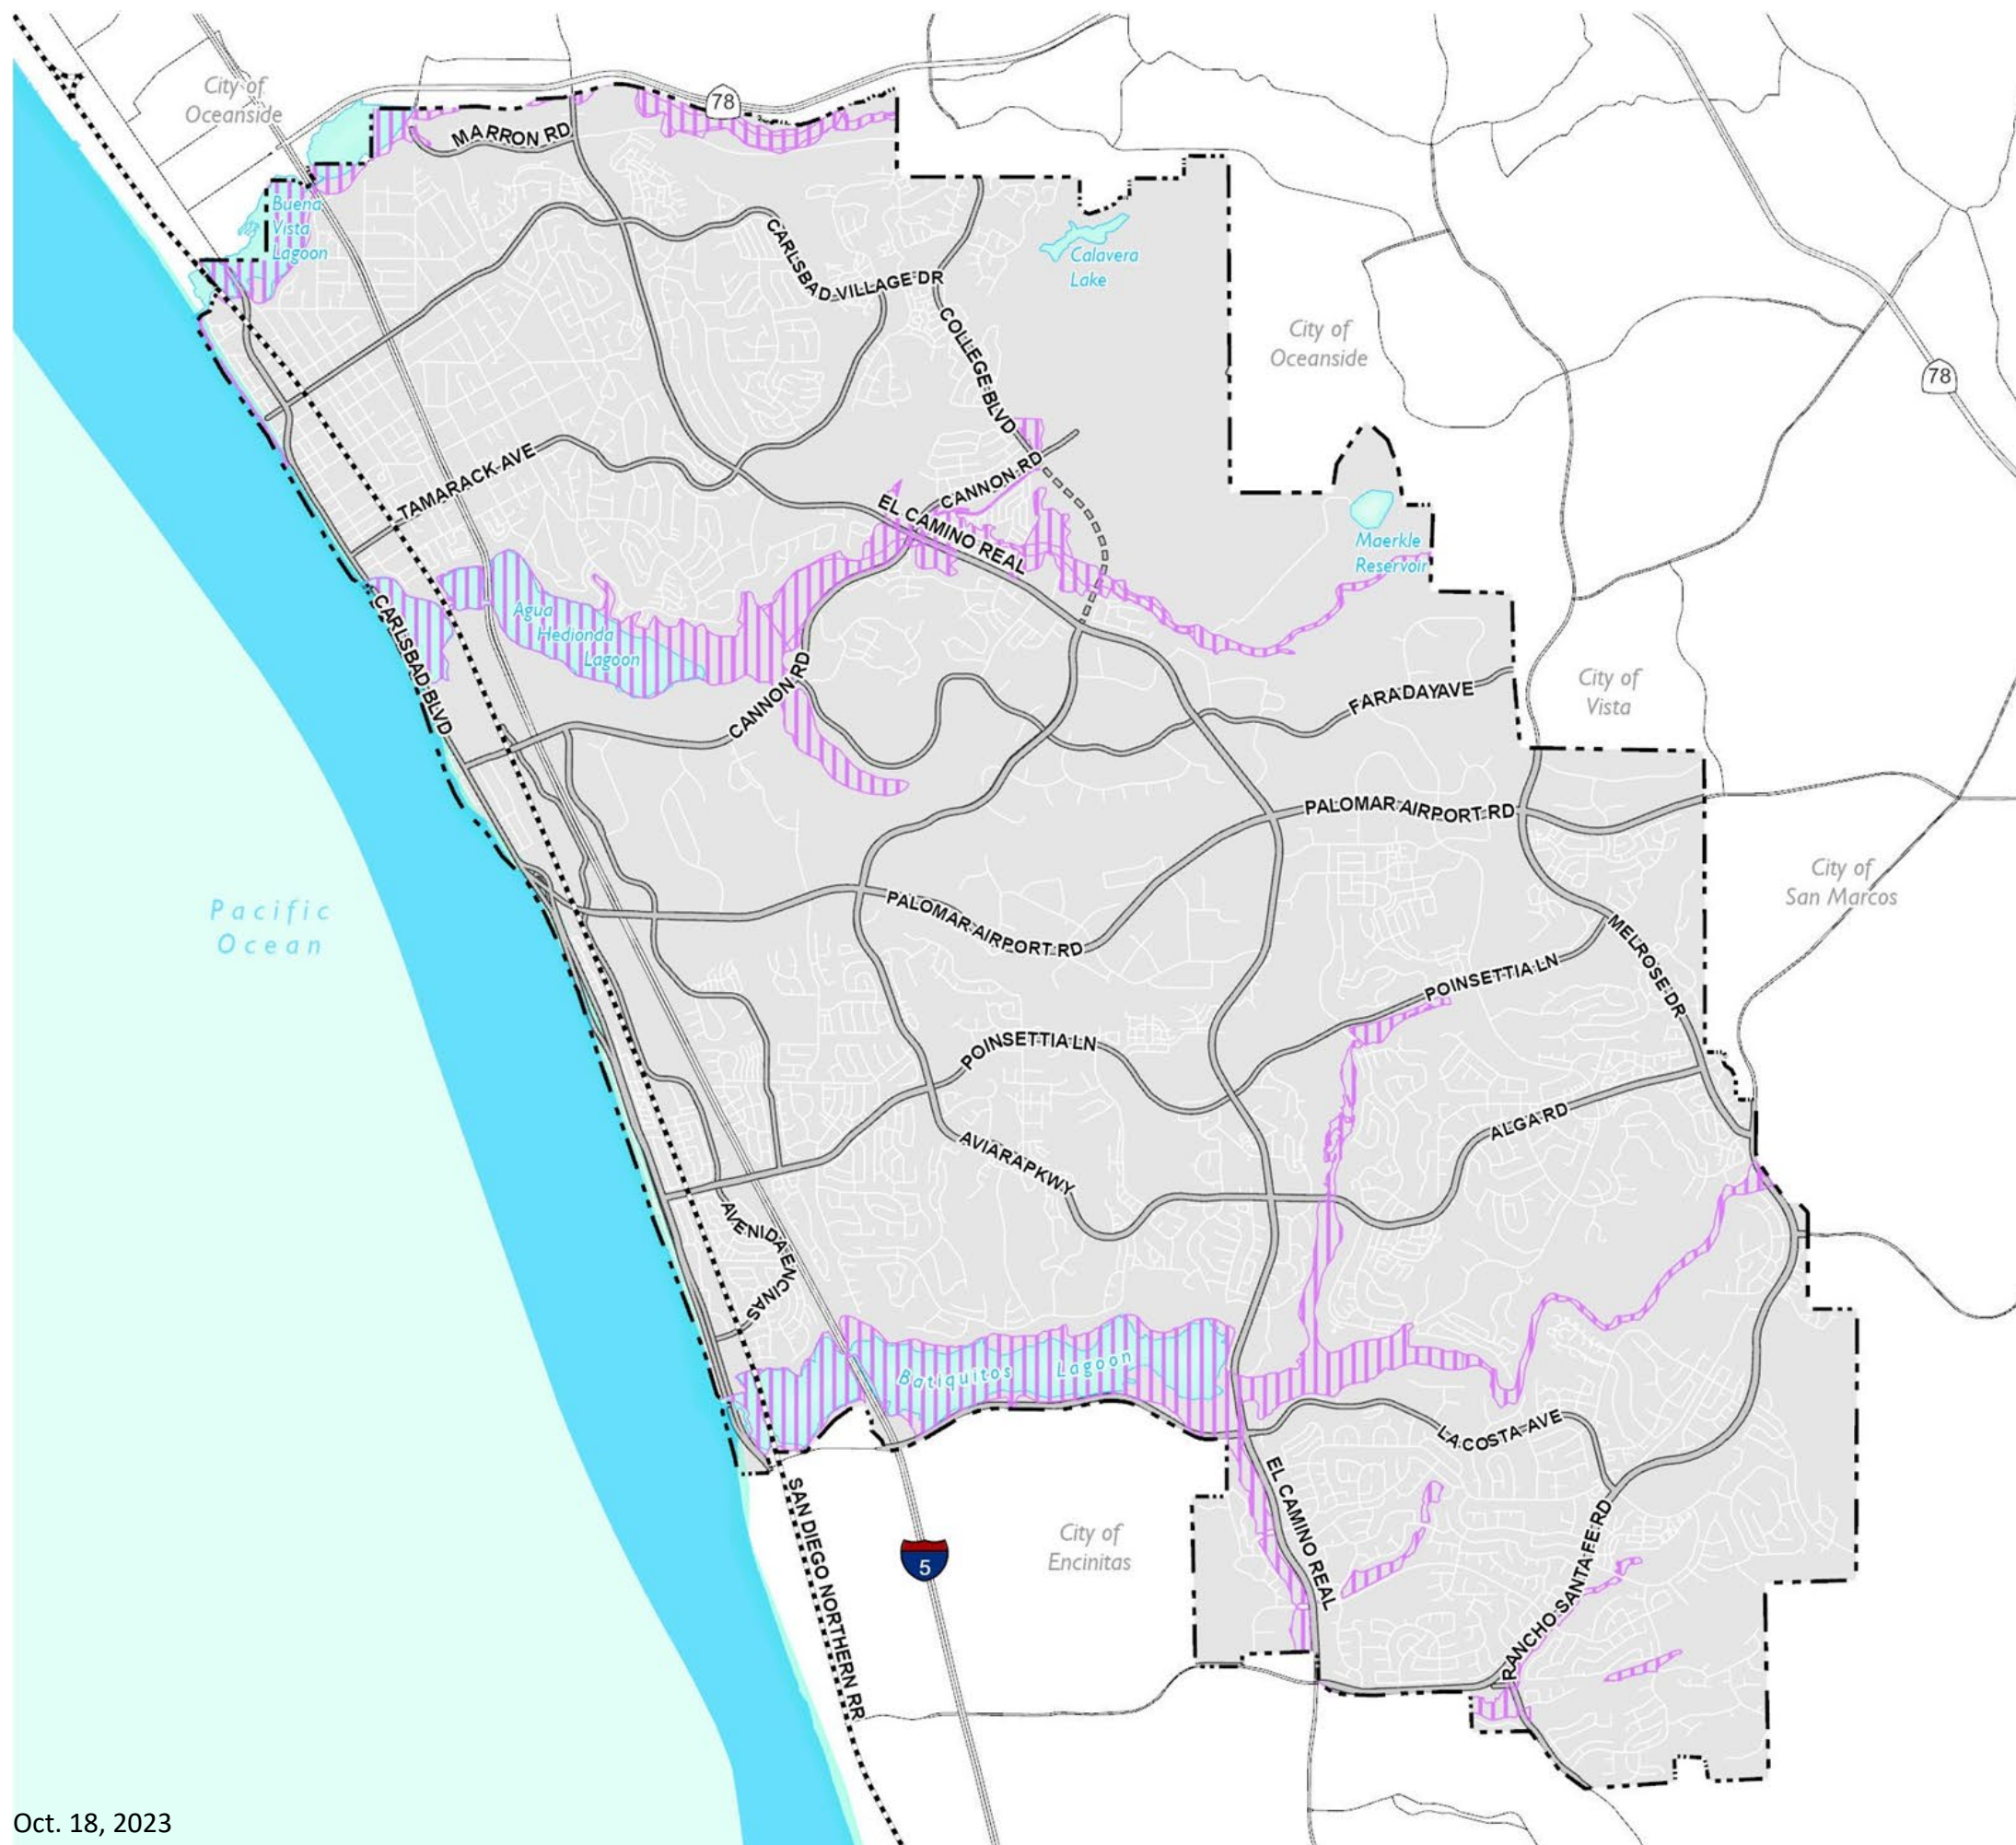 City of
Oceanside
78
MARRON RD
Buena
Vista
Lagoon
CARLSBAD VILLAGE DR
Calavera
Lake
City of
Oceanside
COLLEGE BLVD
78
TAMARACK AVE
CANNON RD
EL CAMINO REAL
Maerkle
Reservoir
Agua
Hedionda
Lagoon
CARLSBAD BLVD
CANNON RD
FARADAY AVE
City of
Vista
PALOMAR AIRPORT RD
City of
San Marcos
Pacific
Ocean
PALOMAR AIRPORT RD
MELROSE DR
POINSETTIA LN
POINSETTIA LN
ALGA RD
AVIARA PKWY
AVENIDA ENCINAS
Batiquitos Lagoon
LA COSTA AVE
EL CAMINO REAL
SAN DIEGO NORTHERN RR
City of
Encinitas
5
RANCHO SANTA FE RD
Oct. 18, 2023